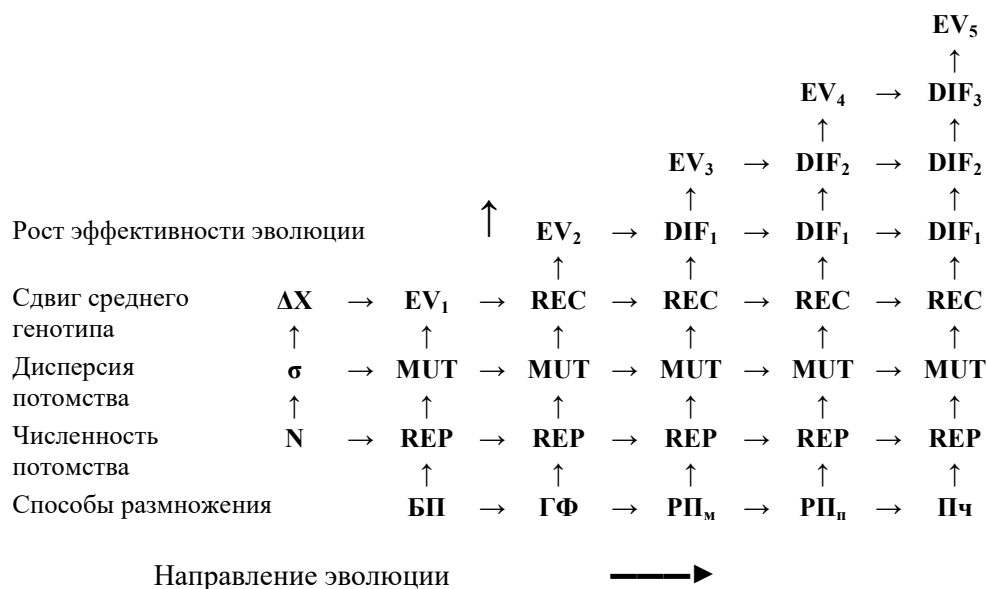 EV₅
↑
EV₄ → DIF₃
↑ ↑
EV₃ → DIF₂ → DIF₂
↑ ↑ ↑ ↑
Рост эффективности эволюции EV₂ → DIF₁ → DIF₁ → DIF₁
↑ ↑ ↑ ↑
Сдвиг среднего ΔX → EV₁ → REC → REC → REC → REC
генотипа ↑ ↑ ↑ ↑ ↑ ↑
Дисперсия σ → MUT → MUT → MUT → MUT → MUT
потомства ↑ ↑ ↑ ↑ ↑ ↑
Численность N → REP → REP → REP → REP → REP
потомства ↑ ↑ ↑ ↑ ↑
Способы размножения БП → ГФ → РПм → РПп → Пч
Направление эволюции